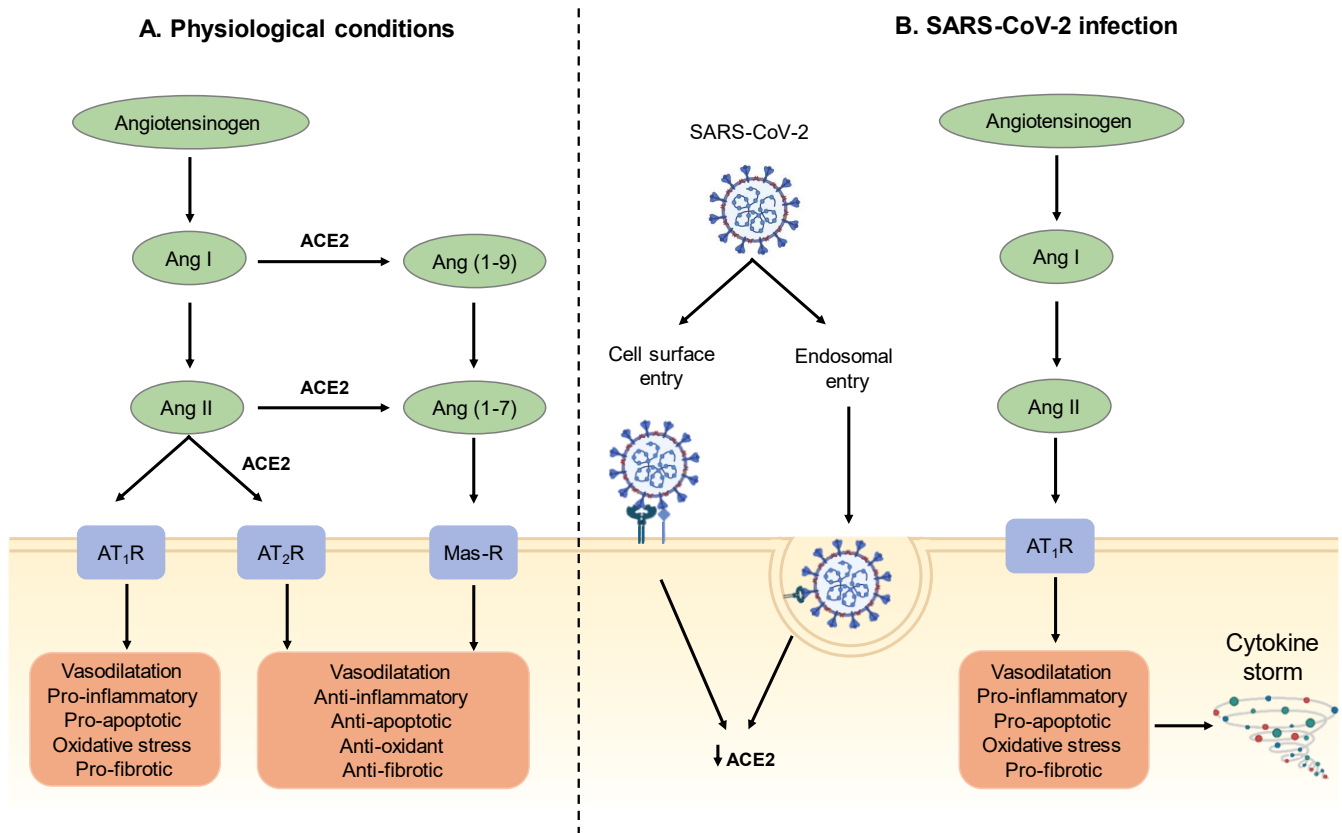 A. Physiological conditions
Angiotensinogen
Ang I
ACE2
Ang (1-9)
Ang II
ACE2
Ang (1-7)
ACE2
AT₁R
AT₂R
Mas-R
Vasodilatation
Pro-inflammatory
Pro-apoptotic
Oxidative stress
Pro-fibrotic
Vasodilatation
Anti-inflammatory
Anti-apoptotic
Anti-oxidant
Anti-fibrotic
B. SARS-CoV-2 infection
SARS-CoV-2
Cell surface
entry
Endosomal
entry
↓ ACE2
Angiotensinogen
Ang I
Ang II
AT₁R
Vasodilatation
Pro-inflammatory
Pro-apoptotic
Oxidative stress
Pro-fibrotic
Cytokine
storm